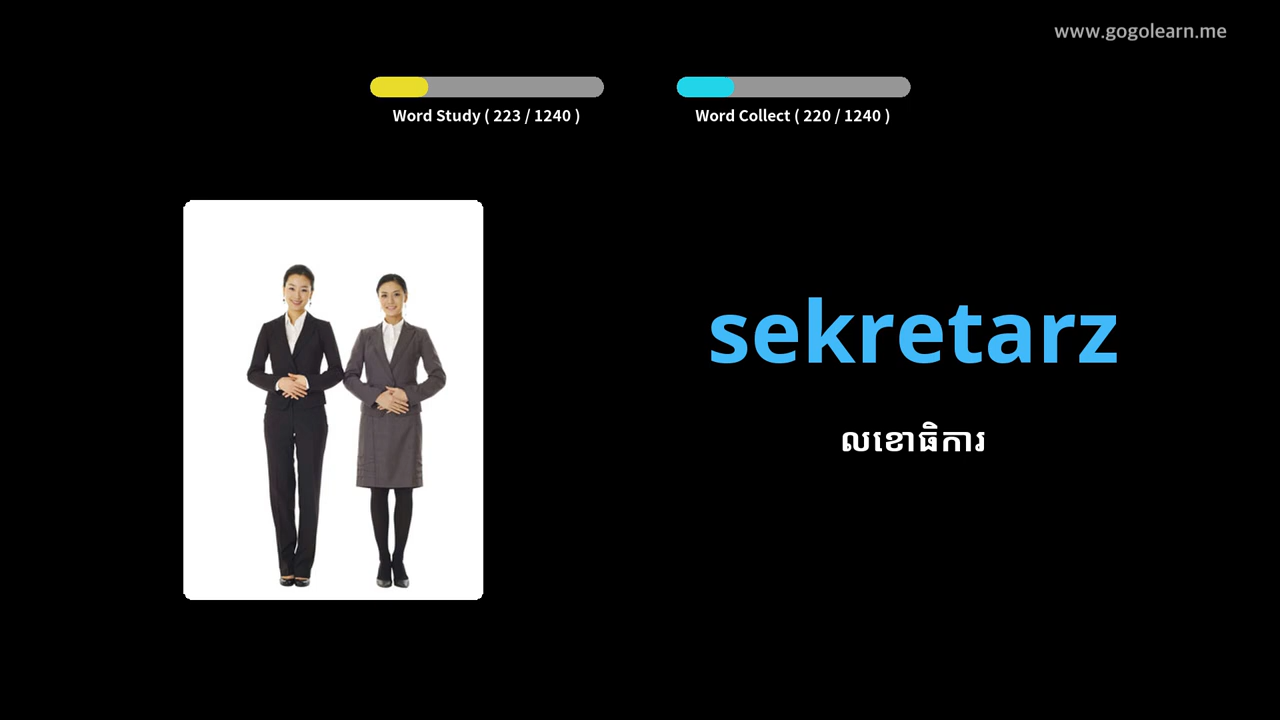 www.gogolearn.me
Word Study ( 223 / 1240 )
Word Collect ( 220 / 1240 )
sekretarz
លេខាធិការ